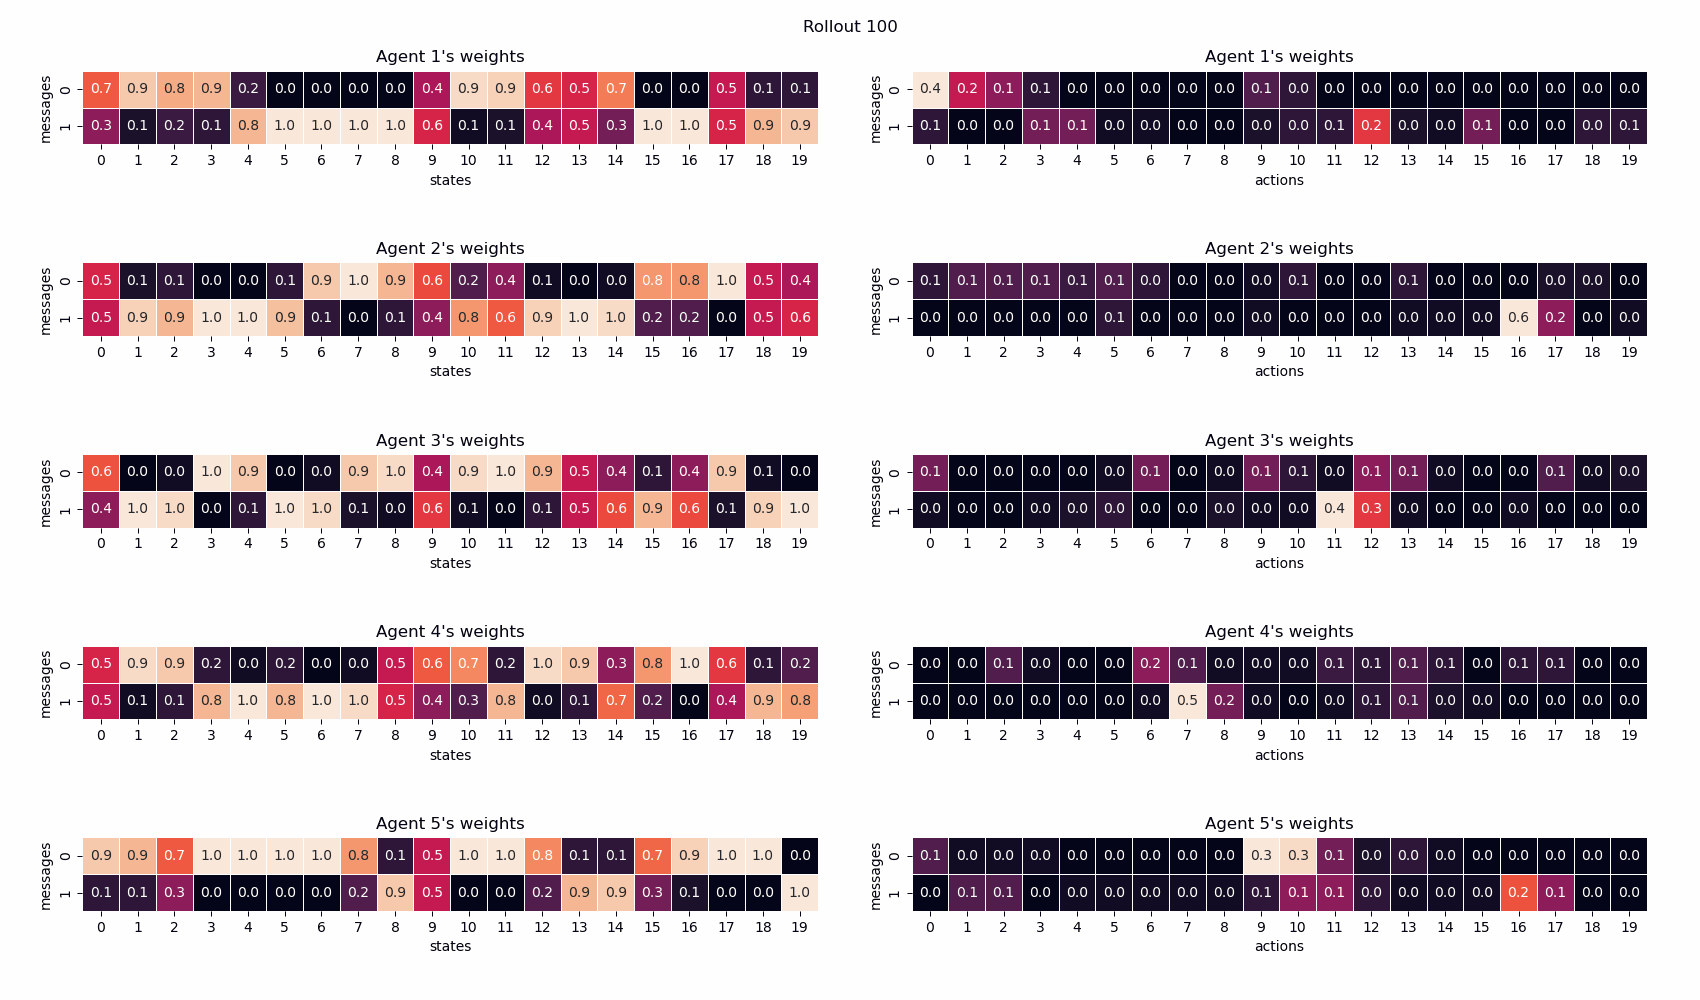 Rollout 100
Agent 1's weights
messages
0
0.7 0.9 0.8 0.9 0.2 0.0 0.0 0.0 0.0 0.4 0.9 0.9 0.6 0.5 0.7 0.0 0.0 0.5 0.1 0.1
1
0.3 0.1 0.2 0.1 0.8 1.0 1.0 1.0 1.0 0.6 0.1 0.1 0.4 0.5 0.3 1.0 1.0 0.5 0.9 0.9
0 1 2 3 4 5 6 7 8 9 10 11 12 13 14 15 16 17 18 19
states
Agent 1's weights
messages
0
0.4 0.2 0.1 0.1 0.0 0.0 0.0 0.0 0.0 0.1 0.0 0.0 0.0 0.0 0.0 0.0 0.0 0.0 0.0 0.0
1
0.1 0.0 0.0 0.1 0.1 0.0 0.0 0.0 0.0 0.0 0.0 0.1 0.2 0.0 0.0 0.1 0.0 0.0 0.0 0.1
0 1 2 3 4 5 6 7 8 9 10 11 12 13 14 15 16 17 18 19
actions
Agent 2's weights
messages
0
0.5 0.1 0.1 0.0 0.0 0.1 0.9 1.0 0.9 0.6 0.2 0.4 0.1 0.0 0.0 0.8 0.8 1.0 0.5 0.4
1
0.5 0.9 0.9 1.0 1.0 0.9 0.1 0.0 0.1 0.4 0.8 0.6 0.9 1.0 1.0 0.2 0.2 0.0 0.5 0.6
0 1 2 3 4 5 6 7 8 9 10 11 12 13 14 15 16 17 18 19
states
Agent 2's weights
messages
0
0.1 0.1 0.1 0.1 0.1 0.1 0.0 0.0 0.0 0.0 0.1 0.0 0.0 0.1 0.0 0.0 0.0 0.0 0.0 0.0
1
0.0 0.0 0.0 0.0 0.0 0.1 0.0 0.0 0.0 0.0 0.0 0.0 0.0 0.0 0.0 0.0 0.6 0.2 0.0 0.0
0 1 2 3 4 5 6 7 8 9 10 11 12 13 14 15 16 17 18 19
actions
Agent 3's weights
messages
0
0.6 0.0 0.0 1.0 0.9 0.0 0.0 0.9 1.0 0.4 0.9 1.0 0.9 0.5 0.4 0.1 0.4 0.9 0.1 0.0
1
0.4 1.0 1.0 0.0 0.1 1.0 1.0 0.1 0.0 0.6 0.1 0.0 0.1 0.5 0.6 0.9 0.6 0.1 0.9 1.0
0 1 2 3 4 5 6 7 8 9 10 11 12 13 14 15 16 17 18 19
states
Agent 3's weights
messages
0
0.1 0.0 0.0 0.0 0.0 0.0 0.1 0.0 0.0 0.1 0.1 0.0 0.1 0.1 0.0 0.0 0.0 0.1 0.0 0.0
1
0.0 0.0 0.0 0.0 0.0 0.0 0.0 0.0 0.0 0.0 0.0 0.4 0.3 0.0 0.0 0.0 0.0 0.0 0.0 0.0
0 1 2 3 4 5 6 7 8 9 10 11 12 13 14 15 16 17 18 19
actions
Agent 4's weights
messages
0
0.5 0.9 0.9 0.2 0.0 0.2 0.0 0.0 0.5 0.6 0.7 0.2 1.0 0.9 0.3 0.8 1.0 0.6 0.1 0.2
1
0.5 0.1 0.1 0.8 1.0 0.8 1.0 1.0 0.5 0.4 0.3 0.8 0.0 0.1 0.7 0.2 0.0 0.4 0.9 0.8
0 1 2 3 4 5 6 7 8 9 10 11 12 13 14 15 16 17 18 19
states
Agent 4's weights
messages
0
0.0 0.0 0.1 0.0 0.0 0.0 0.2 0.1 0.0 0.0 0.0 0.1 0.1 0.1 0.1 0.0 0.1 0.1 0.0 0.0
1
0.0 0.0 0.0 0.0 0.0 0.0 0.0 0.5 0.2 0.0 0.0 0.0 0.1 0.1 0.0 0.0 0.0 0.0 0.0 0.0
0 1 2 3 4 5 6 7 8 9 10 11 12 13 14 15 16 17 18 19
actions
Agent 5's weights
messages
0
0.9 0.9 0.7 1.0 1.0 1.0 1.0 0.8 0.1 0.5 1.0 1.0 0.8 0.1 0.1 0.7 0.9 1.0 1.0 0.0
1
0.1 0.1 0.3 0.0 0.0 0.0 0.0 0.2 0.9 0.5 0.0 0.0 0.2 0.9 0.9 0.3 0.1 0.0 0.0 1.0
0 1 2 3 4 5 6 7 8 9 10 11 12 13 14 15 16 17 18 19
states
Agent 5's weights
messages
0
0.1 0.0 0.0 0.0 0.0 0.0 0.0 0.0 0.0 0.3 0.3 0.1 0.0 0.0 0.0 0.0 0.0 0.0 0.0 0.0
1
0.0 0.1 0.1 0.0 0.0 0.0 0.0 0.0 0.0 0.1 0.1 0.1 0.0 0.0 0.0 0.0 0.2 0.1 0.0 0.0
0 1 2 3 4 5 6 7 8 9 10 11 12 13 14 15 16 17 18 19
actions